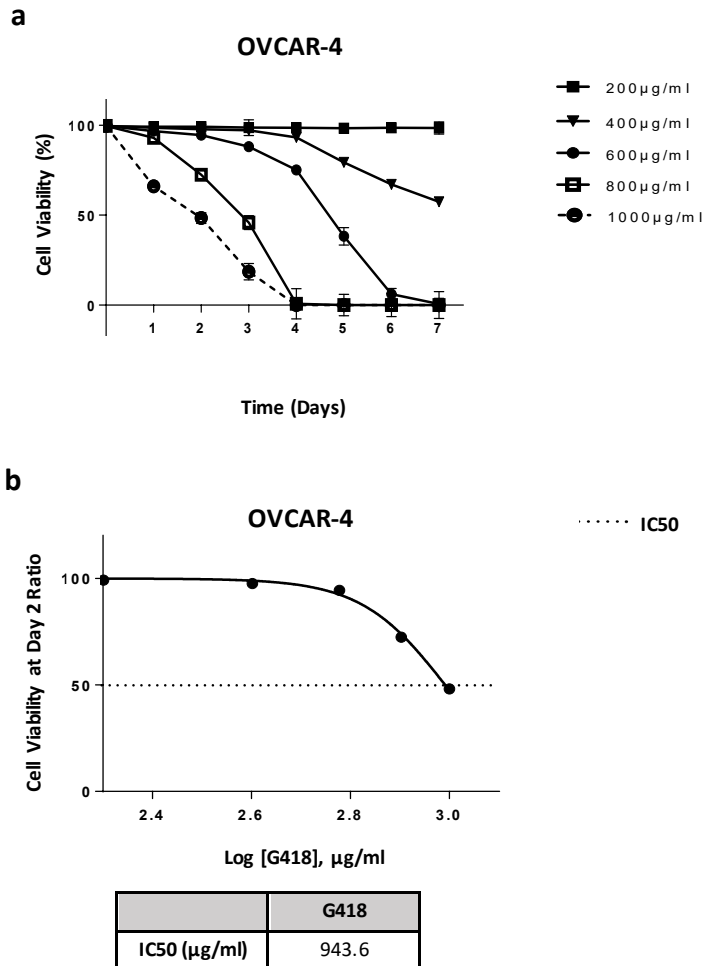 a
OVCAR-4
200µg/ml
400µg/ml
600µg/ml
800µg/ml
1000µg/ml
Cell Viability (%)
100
50
0
1 2 3 4 5 6 7
Time (Days)
b
OVCAR-4
IC50
Cell Viability at Day 2 Ratio
100
50
0
2.4 2.6 2.8 3.0
Log [G418], µg/ml
G418
IC50 (µg/ml) 943.6